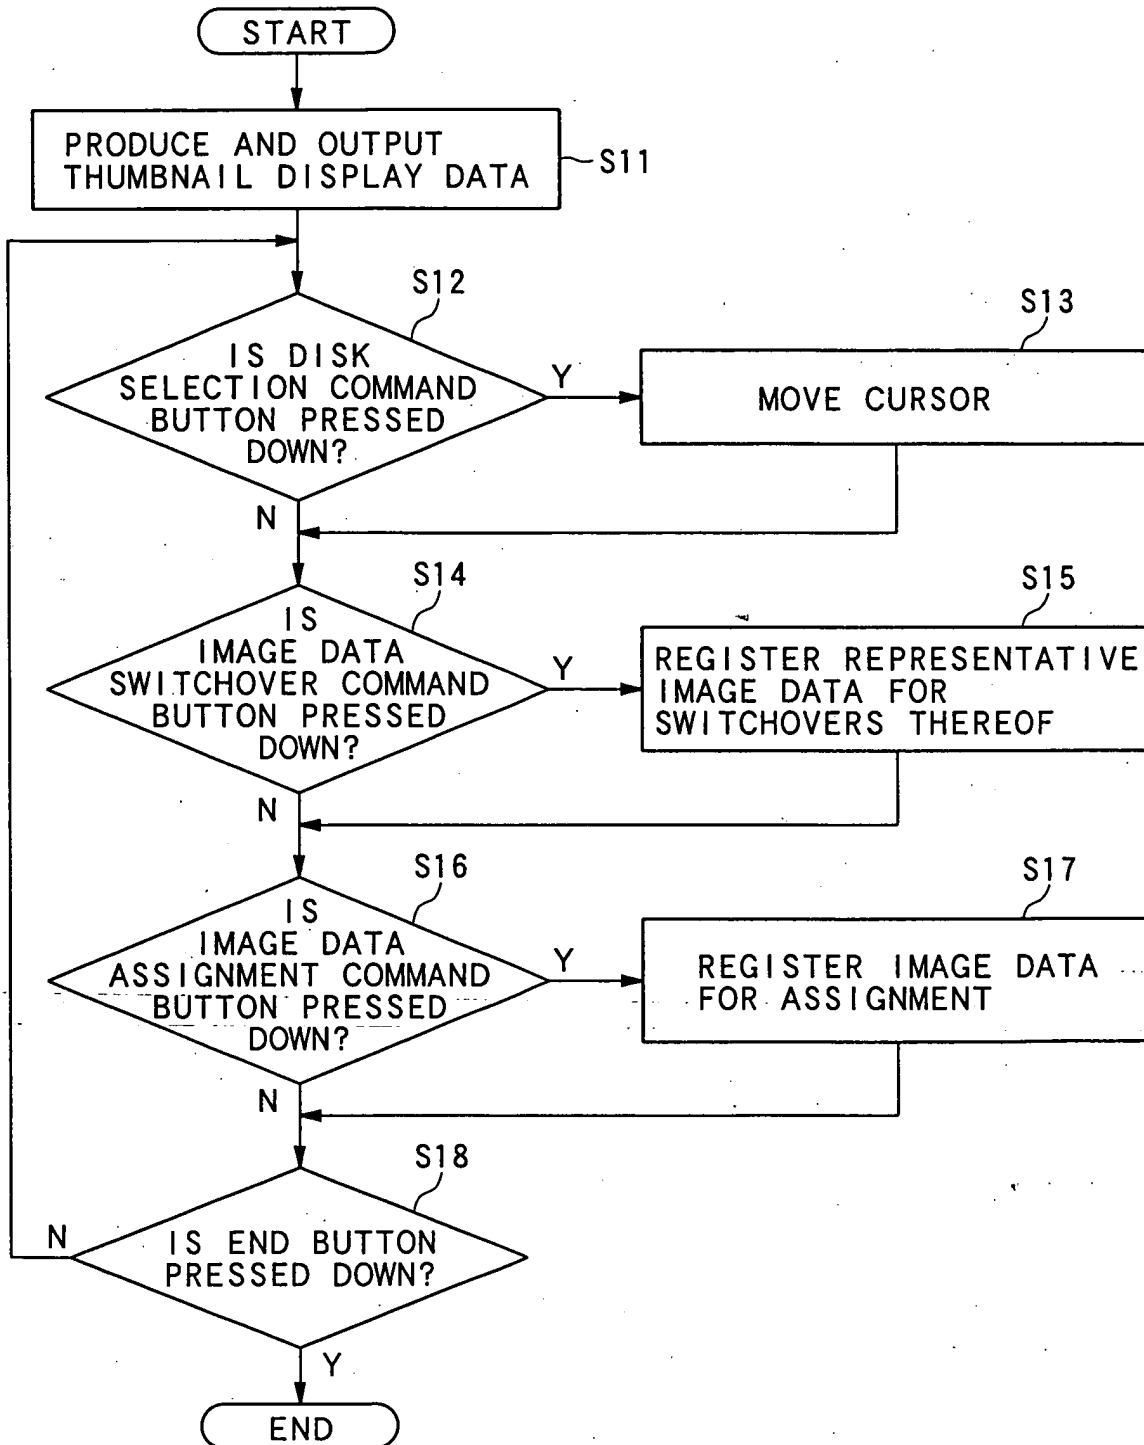 START
PRODUCE AND OUTPUT
THUMBNAIL DISPLAY DATA
S11
S12
IS DISK
SELECTION COMMAND
BUTTON PRESSED
DOWN?
Y
N
S13
MOVE CURSOR
S14
IS
IMAGE DATA
SWITCHOVER COMMAND
BUTTON PRESSED
DOWN?
Y
N
S15
REGISTER REPRESENTATIVE
IMAGE DATA FOR
SWITCHOVERS THEREOF
S16
IS
IMAGE DATA
ASSIGNMENT COMMAND
BUTTON PRESSED
DOWN?
Y
N
S17
REGISTER IMAGE DATA
FOR ASSIGNMENT
S18
IS END BUTTON
PRESSED DOWN?
N
Y
END